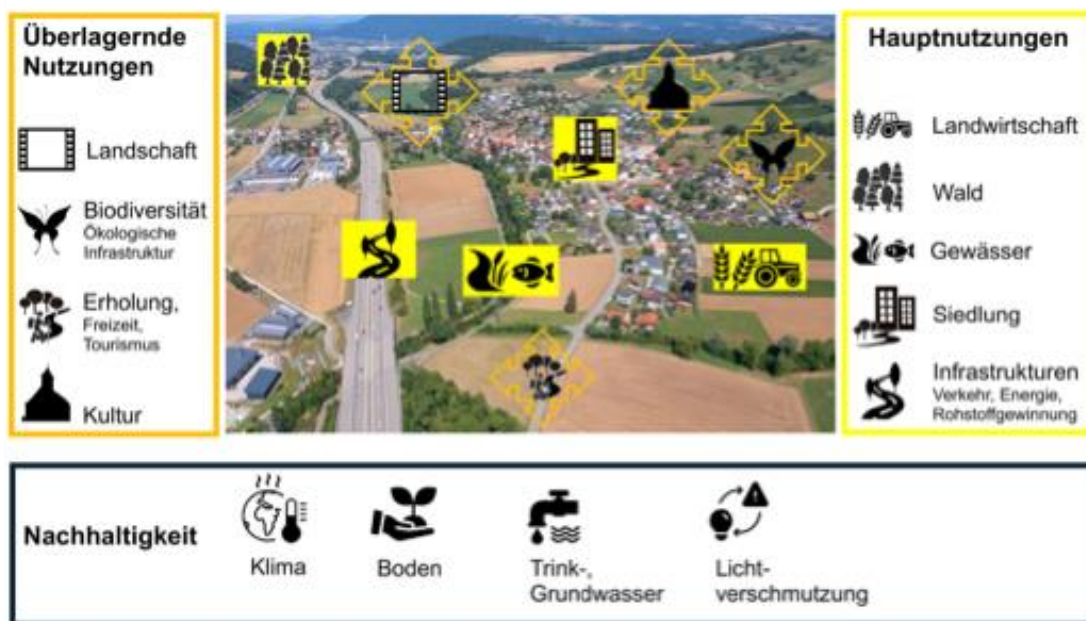 Überlagernde
Nutzungen
Landschaft
Biodiversität
Ökologische
Infrastruktur
Erholung,
Freizeit,
Tourismus
Kultur
Hauptnutzungen
Landwirtschaft
Wald
Gewässer
Siedlung
Infrastrukturen
Verkehr, Energie,
Rohstoffgewinnung
Nachhaltigkeit
Klima
Boden
Trink-,
Grundwasser
Licht-
verschmutzung